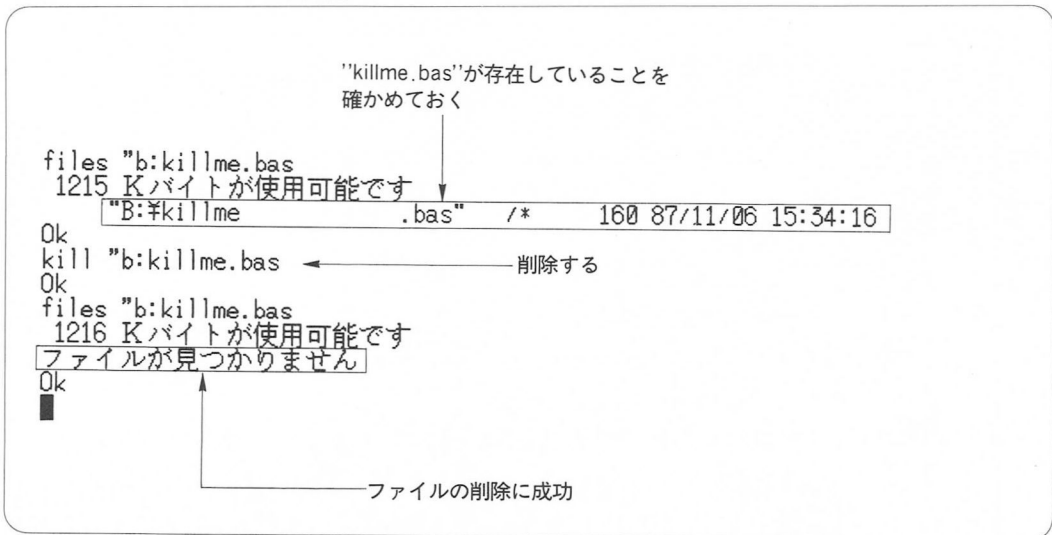 "killme.bas"が存在していることを
確かめておく
files "b:killme.bas
1215 Kバイトが使用可能です
"B:¥killme .bas" /* 160 87/11/06 15:34:16
Ok
kill "b:killme.bas
削除する
Ok
files "b:killme.bas
1216 Kバイトが使用可能です
ファイルが見つかりません
Ok
ファイルの削除に成功